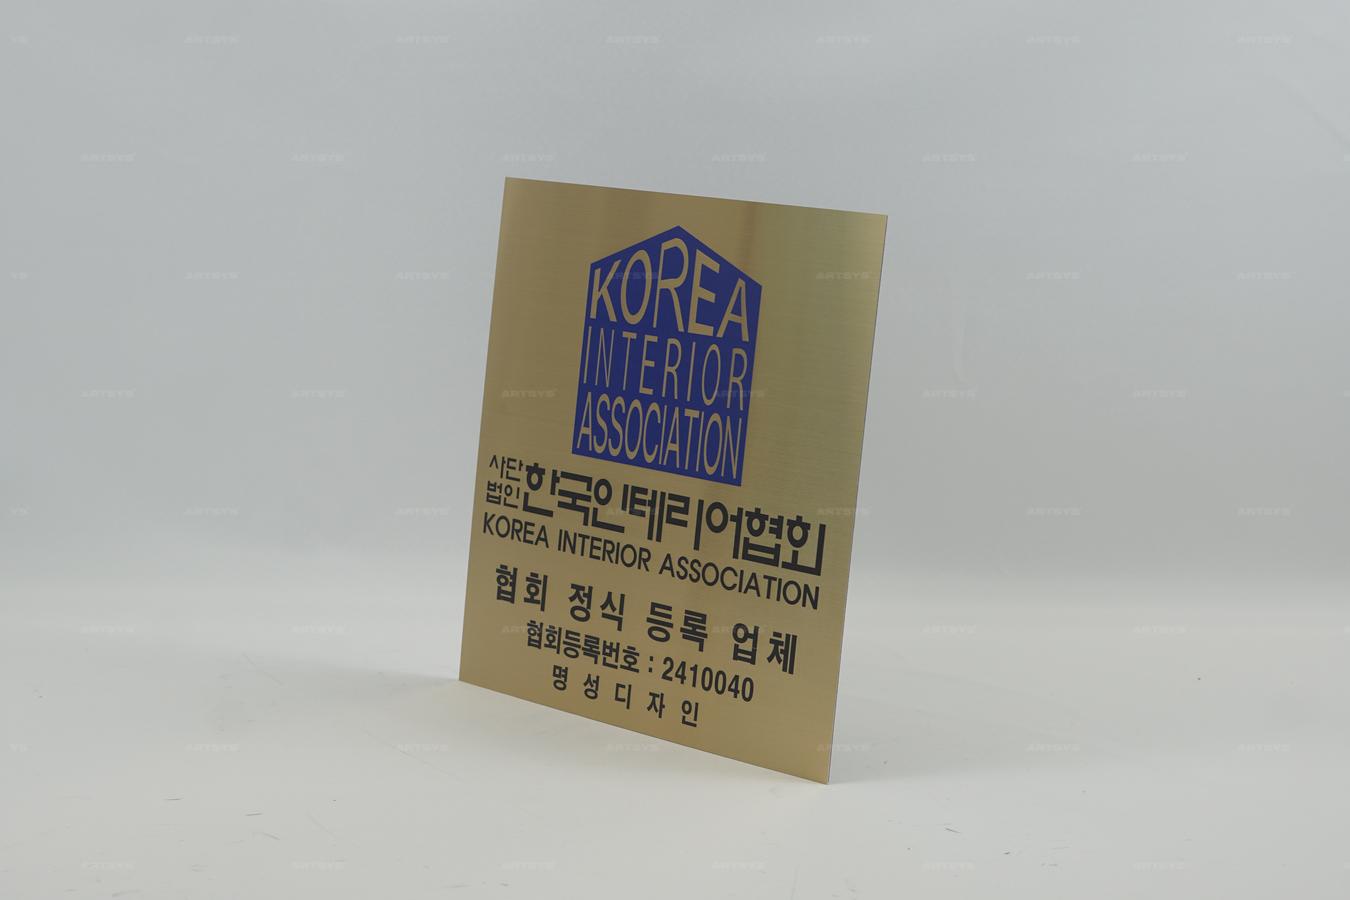 KOREA
INTERIOR
ASSOCIATION
사단
법인
한국인테리어협회
KOREA INTERIOR ASSOCIATION
협회 정식 등록 업체
협회등록번호 : 2410040
명성디자인
ARTSYS